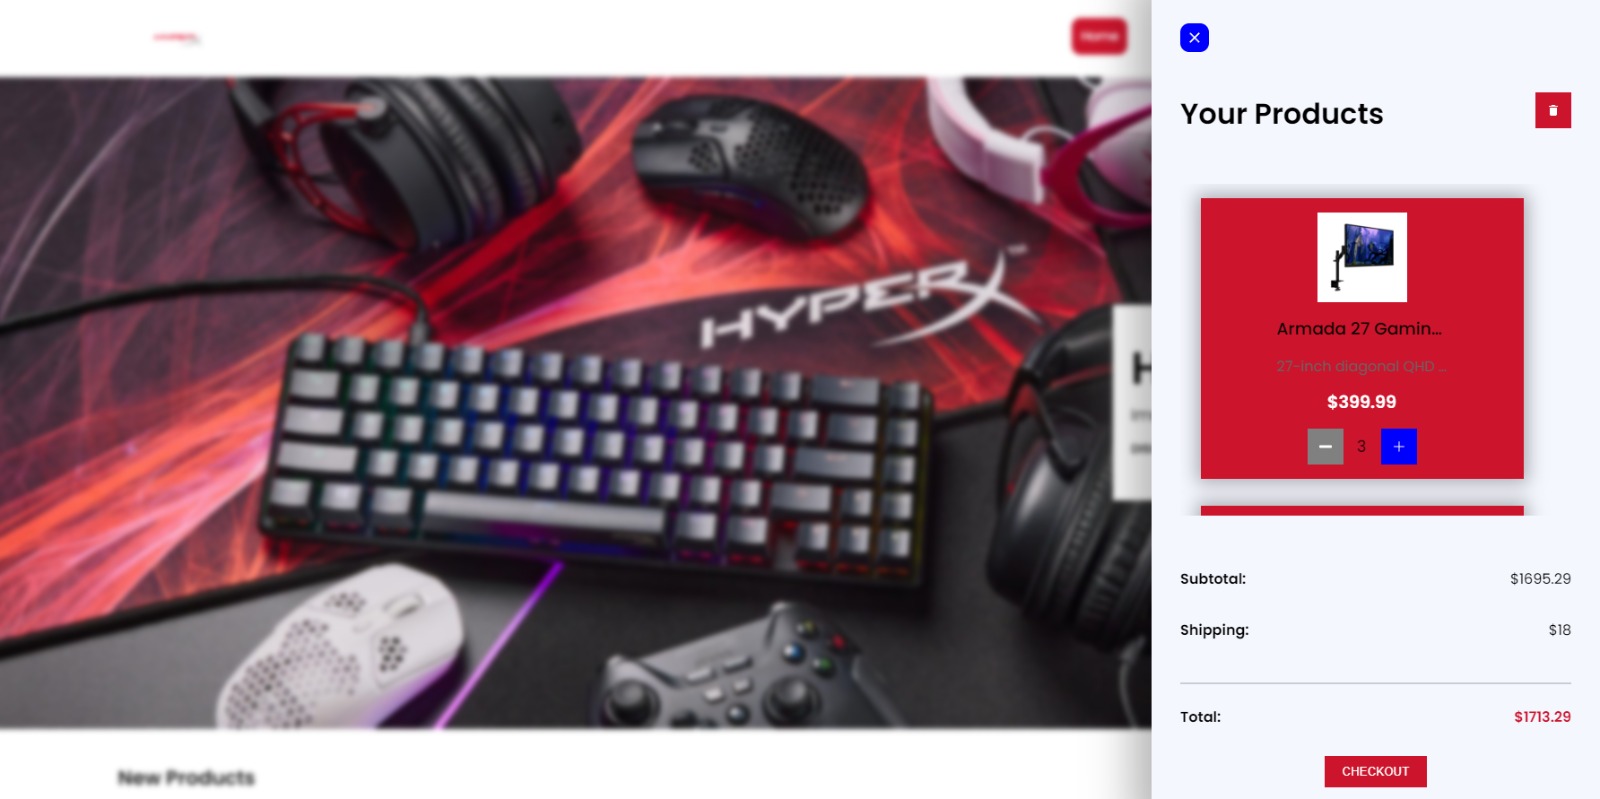 HYPERX
Home
Your Products
HYPERX™
Armada 27 Gamin...
27-inch diagonal QHD ...
$399.99
3
Subtotal: $1695.29
Shipping: $18
Total: $1713.29
New Products
CHECKOUT